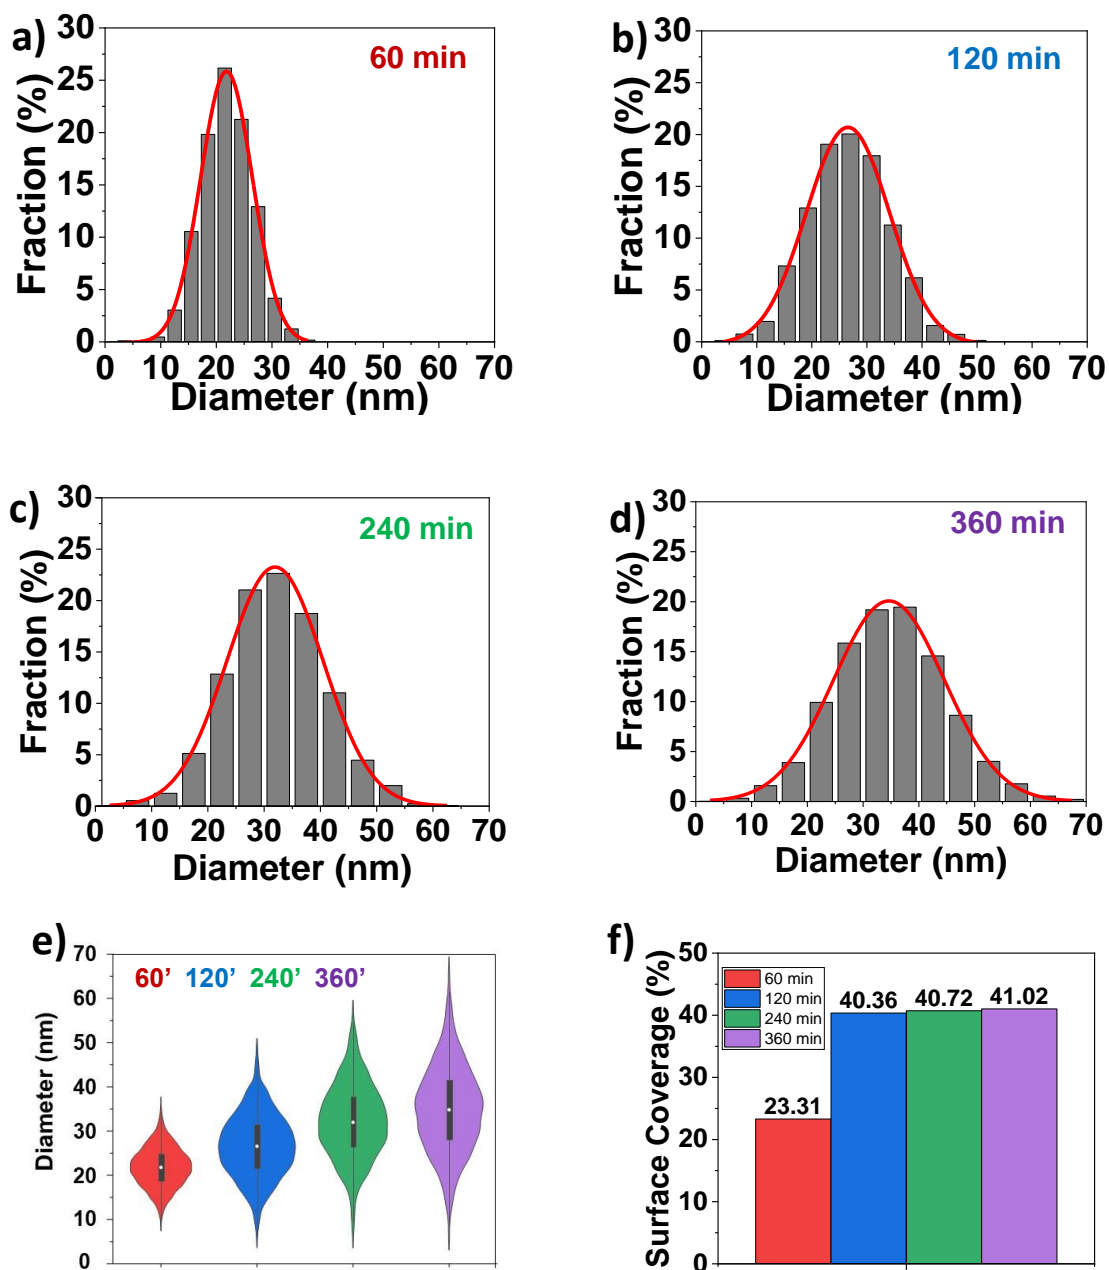 a)
60 min
Fraction (%)
30
25
20
15
10
5
0
0 10 20 30 40 50 60 70
Diameter (nm)
b)
120 min
Fraction (%)
30
25
20
15
10
5
0
0 10 20 30 40 50 60 70
Diameter (nm)
c)
240 min
Fraction (%)
30
25
20
15
10
5
0
0 10 20 30 40 50 60 70
Diameter (nm)
d)
360 min
Fraction (%)
30
25
20
15
10
5
0
0 10 20 30 40 50 60 70
Diameter (nm)
e)
60’ 120’ 240’ 360’
Diameter (nm)
70
60
50
40
30
20
10
0
f)
Surface Coverage (%)
50
40
30
20
10
0
60 min
120 min
240 min
360 min
23.31
40.36
40.72
41.02